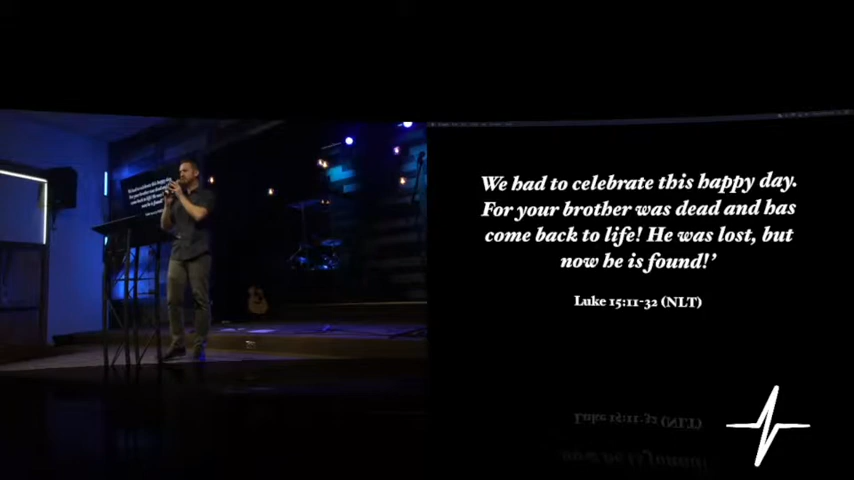 We had to celebrate this happy day.
For your brother was dead and has
come back to life! He was lost, but
now he is found!’
Luke 15:11-32 (NLT)